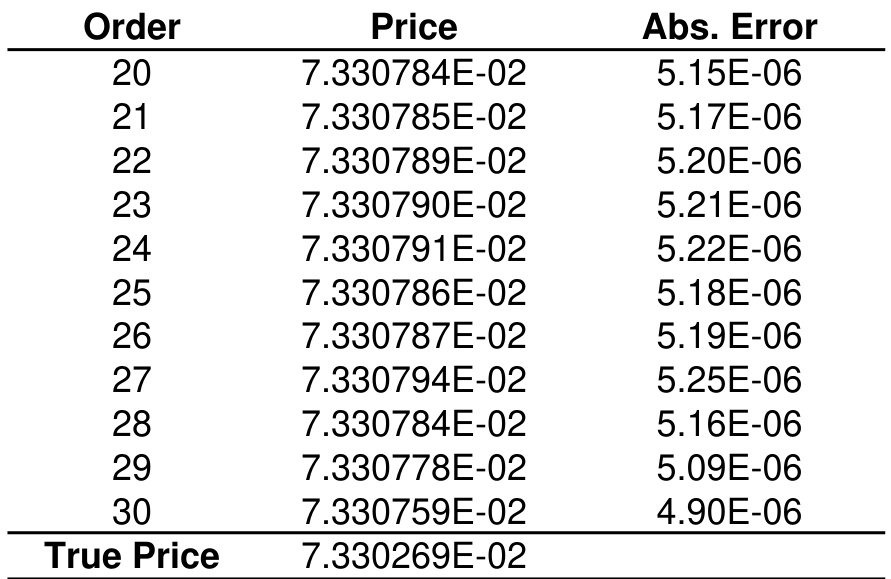 Order Price Abs. Error
20 7.330784E-02 5.15E-06
21 7.330785E-02 5.17E-06
22 7.330789E-02 5.20E-06
23 7.330790E-02 5.21E-06
24 7.330791E-02 5.22E-06
25 7.330786E-02 5.18E-06
26 7.330787E-02 5.19E-06
27 7.330794E-02 5.25E-06
28 7.330784E-02 5.16E-06
29 7.330778E-02 5.09E-06
30 7.330759E-02 4.90E-06
True Price 7.330269E-02